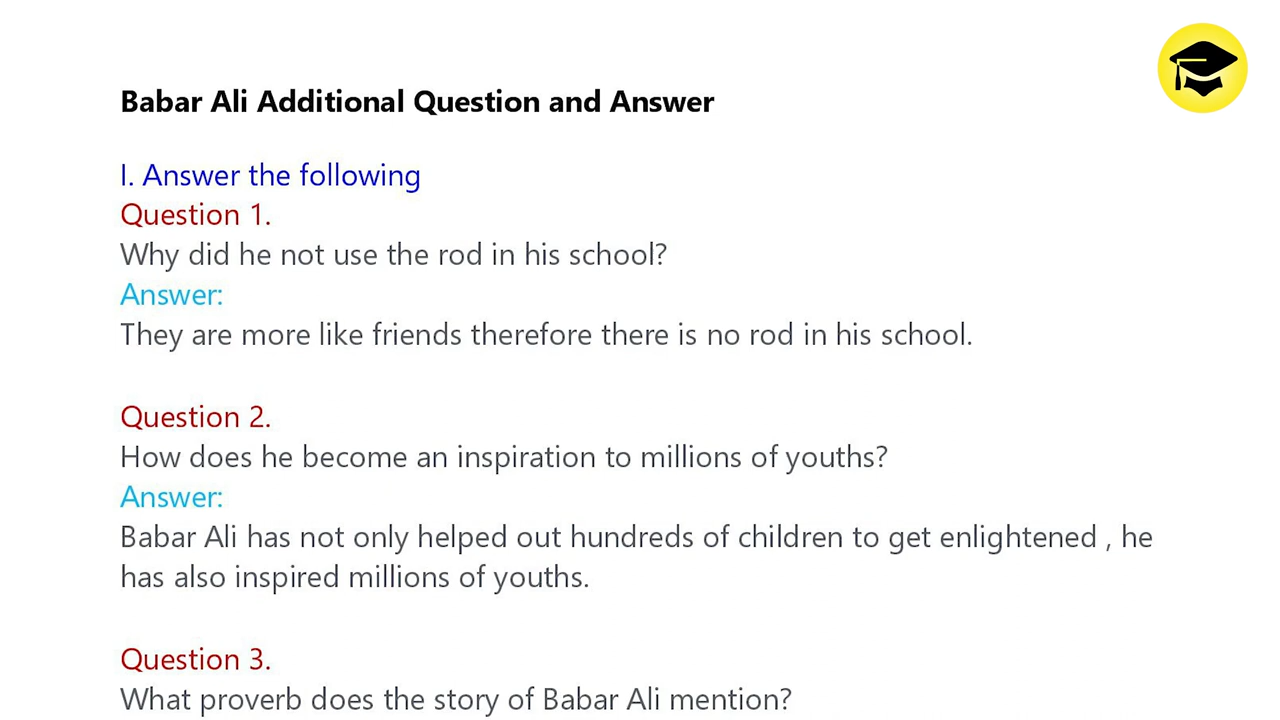 Babar Ali Additional Question and Answer
I. Answer the following
Question 1.
Why did he not use the rod in his school?
Answer:
They are more like friends therefore there is no rod in his school.
Question 2.
How does he become an inspiration to millions of youths?
Answer:
Babar Ali has not only helped out hundreds of children to get enlightened , he
has also inspired millions of youths.
Question 3.
What proverb does the story of Babar Ali mention?